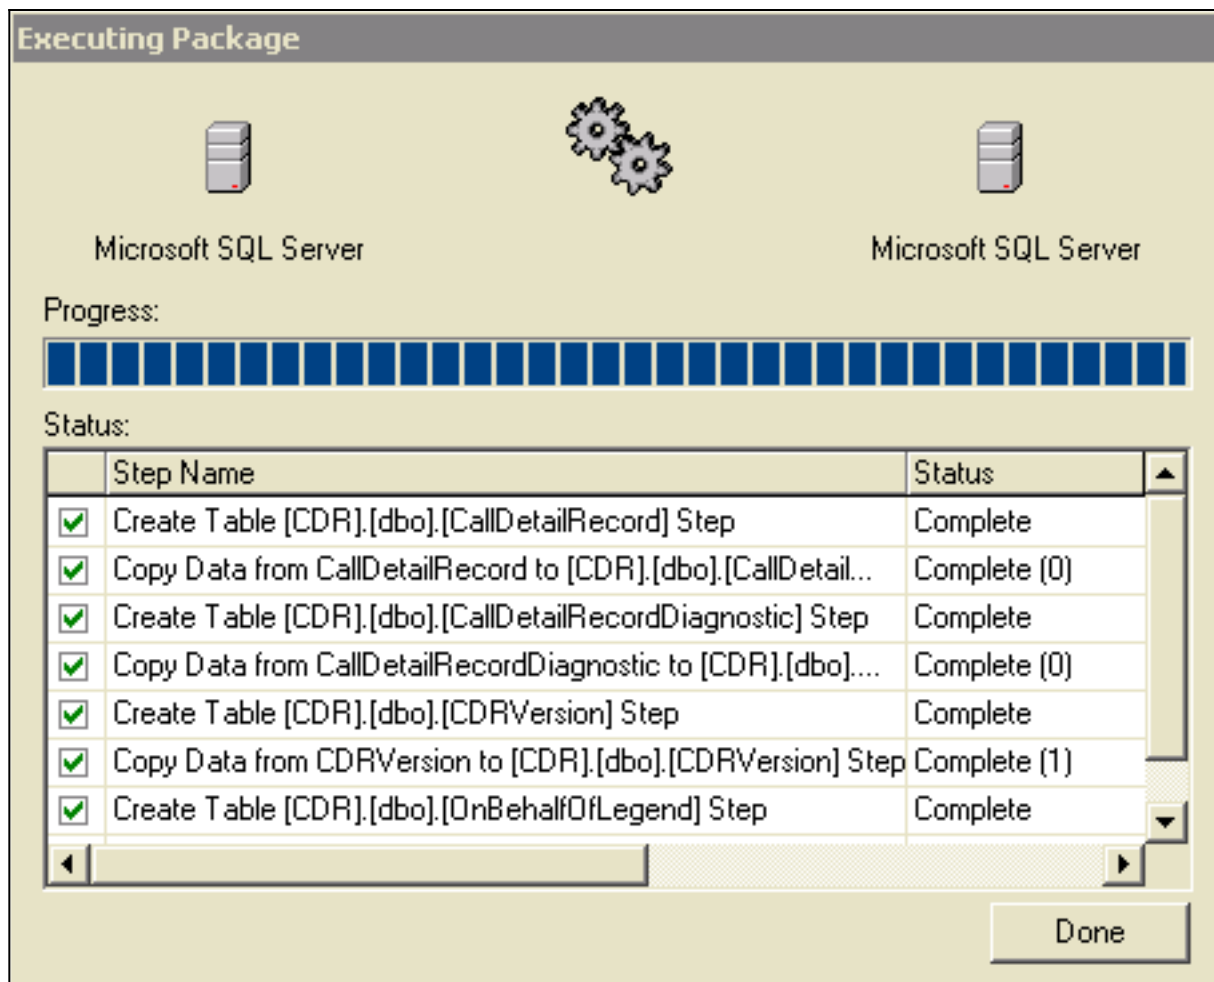 Executing Package
Microsoft SQL Server Microsoft SQL Server
Progress:
Status:
Step Name Status
Create Table [CDR].[dbo].[CallDetailRecord] Step Complete
Copy Data from CallDetailRecord to [CDR].[dbo].[CallDetail... Complete (0)
Create Table [CDR].[dbo].[CallDetailRecordDiagnostic] Step Complete
Copy Data from CallDetailRecordDiagnostic to [CDR].[dbo].... Complete (0)
Create Table [CDR].[dbo].[CDRVersion] Step Complete
Copy Data from CDRVersion to [CDR].[dbo].[CDRVersion] Step Complete (1)
Create Table [CDR].[dbo].[OnBehalfOfLegend] Step Complete
Done